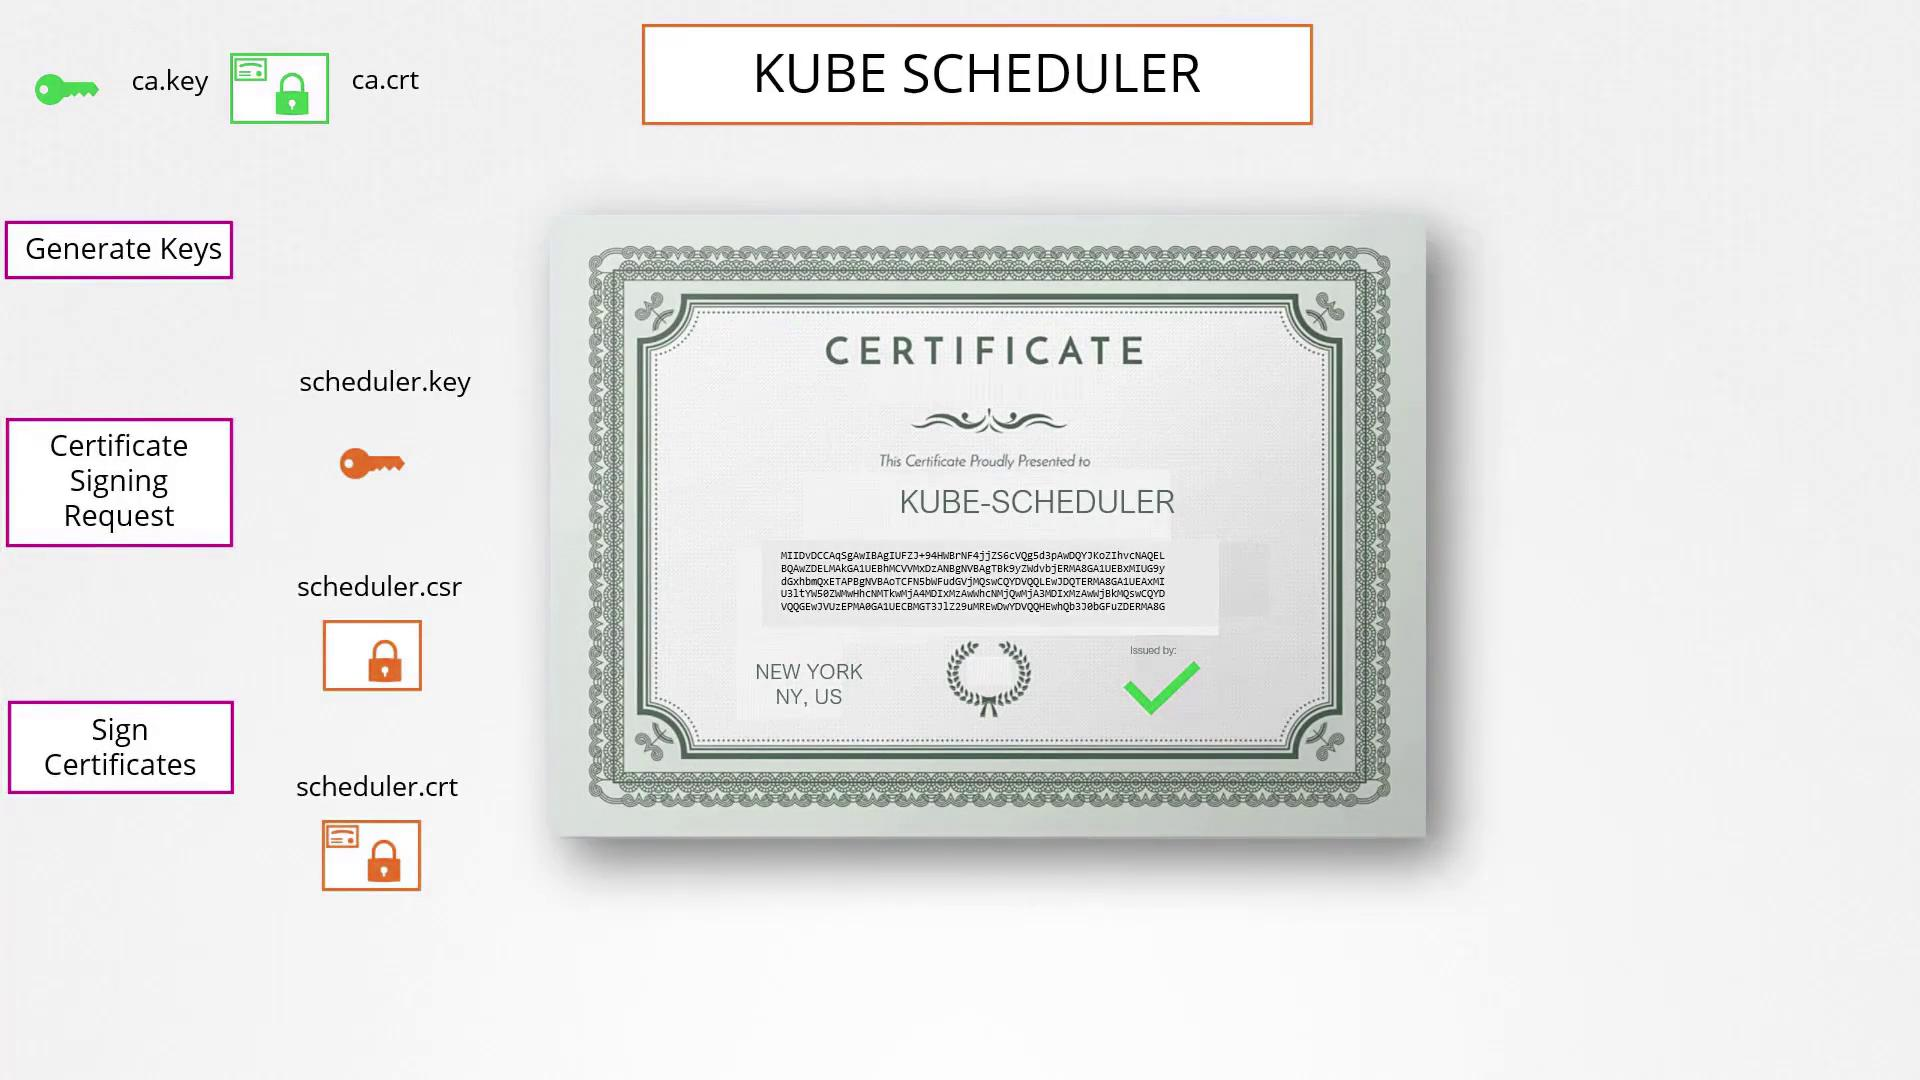 ca.key
ca.crt
KUBE SCHEDULER
Generate Keys
scheduler.key
Certificate
Signing
Request
scheduler.csr
Sign
Certificates
scheduler.crt
CERTIFICATE
This Certificate Proudly Presented to
KUBE-SCHEDULER
MIIDvDCCAqSgAwIBAgIUFZJ+94HWBrNF4jjZS6cVQg5d3pAwDQYJKoZIhvcNAQEL
BQAwZDELMAkGA1UEBhMCVVMxDzANBgNVBAgTBk9yZWdvbjERMA8GA1UEBxMIUG9y
dGxhbmQxETAPBgNVBAoTCFN5bWFudGVjMQswCQYDVQQLEwJDQTERMA8GA1UEAxMI
U3ltYW50ZWMwHhcNMTkwMjA4MDIxMzAwWhcNMjQwMjA3MDIxMzAwWjBkMQswCQYD
VQQGEwJVUzEPMA0GA1UECBMGT3JlZ29uMREwDwYDVQQHEwhQb3J0bGFuZDERMA8G
NEW YORK
NY, US
Issued by: